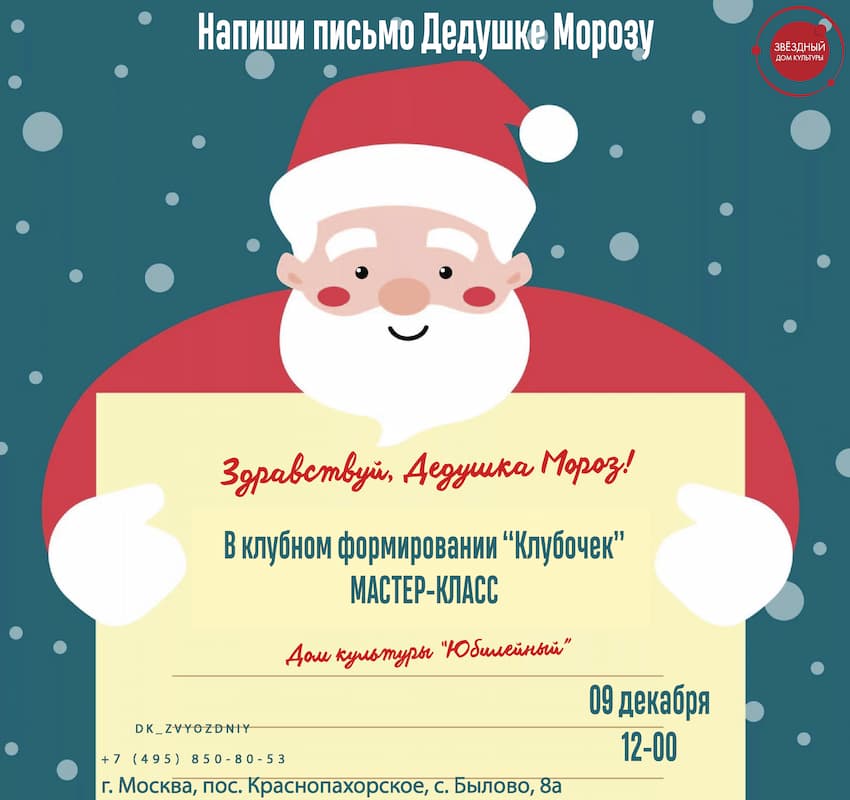 Напиши письмо Дедушке Морозу
ЗВЁЗДНЫЙ
ДОМ КУЛЬТУРЫ
Здравствуй, Дедушка Мороз!
В клубном формировании “Клубочек”
МАСТЕР-КЛАСС
Дом культуры "Юбилейный"
09 декабря
DK_ZVYOZDNIY
12-00
+7 (495) 850-80-53
г. Москва, пос. Краснопахорское, с. Былово, 8а